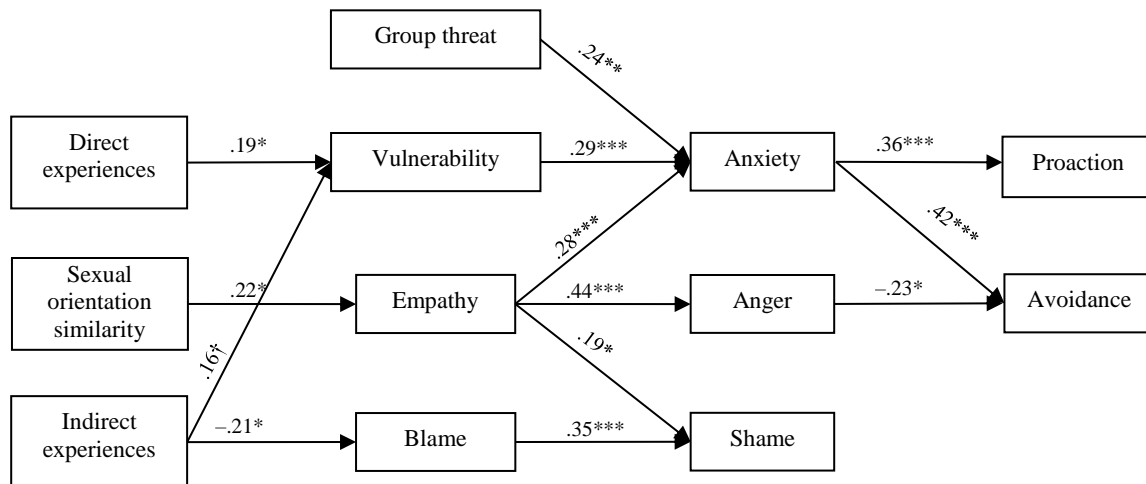 Group threat
.24**
Direct
experiences
.19*
Vulnerability
.29***
Anxiety
.36***
Proaction
.28***
.42***
Sexual
orientation
similarity
.22*
Empathy
.44***
Anger
–.23*
Avoidance
.16†
.19*
Indirect
experiences
–.21*
Blame
.35***
Shame